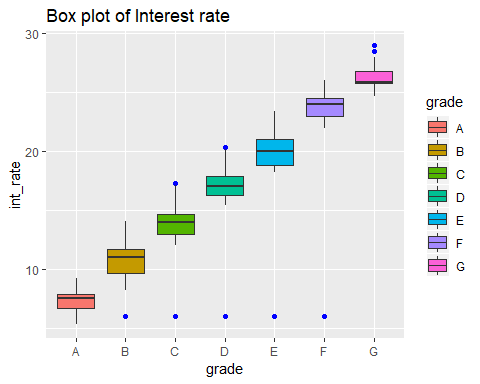 Box plot of Interest rate
30
20
10
int_rate
A B C D E F G
grade
grade
A
B
C
D
E
F
G